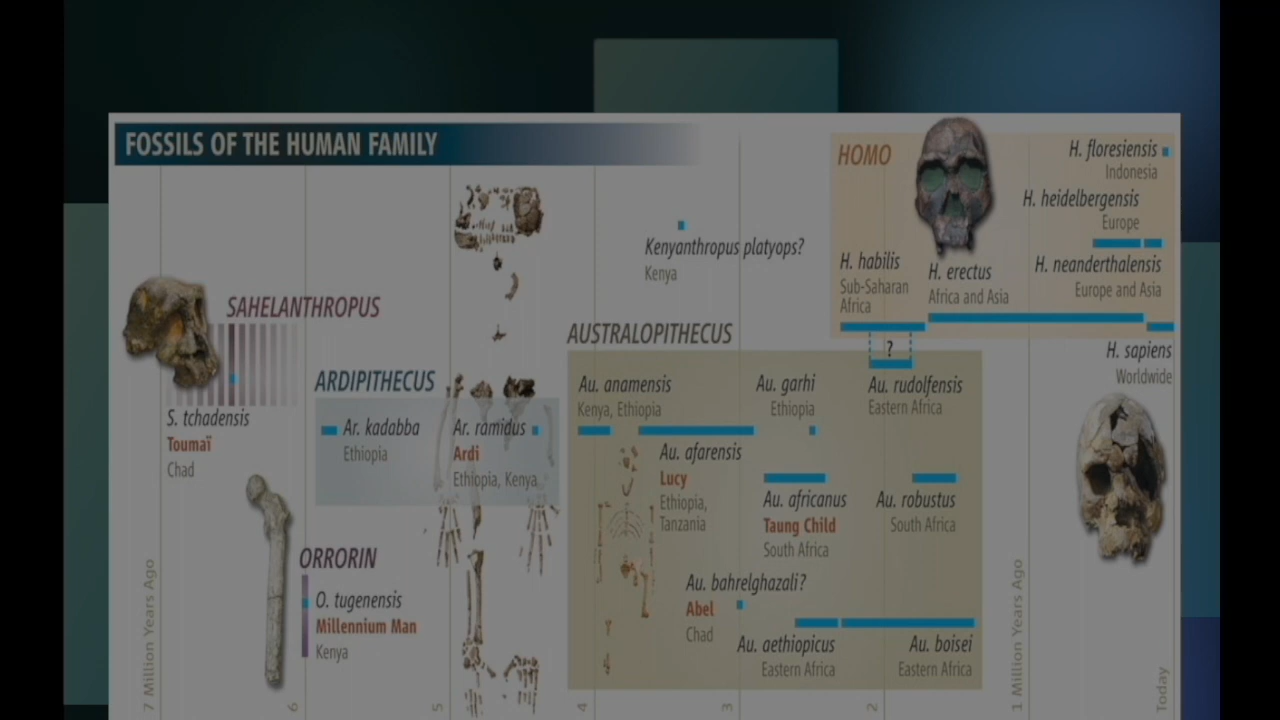 FOSSILS OF THE HUMAN FAMILY
HOMO
H. floresiensis
Indonesia
H. heidelbergensis
Europe
H. neanderthalensis
Europe and Asia
H. habilis
Sub-Saharan
Africa
H. erectus
Africa and Asia
Kenyanthropus platyops?
Kenya
SAHELANTHROPUS
S. tchadensis
Toumaï
Chad
ARDIPITHECUS
Ar. kadabba
Ethiopia
Ar. ramidus
Ardi
Ethiopia, Kenya
AUSTRALOPITHECUS
?
H. sapiens
Worldwide
Au. anamensis
Kenya, Ethiopia
Au. garhi
Ethiopia
Au. rudolfensis
Eastern Africa
Au. afarensis
Lucy
Ethiopia,
Tanzania
Au. africanus
Taung Child
South Africa
Au. robustus
South Africa
ORRORIN
O. tugenensis
Millennium Man
Kenya
Au. bahrelghazali?
Abel
Chad
Au. aethiopicus
Eastern Africa
Au. boisei
Eastern Africa
7 Million Years Ago
6
5
4
3
2
1 Million Years Ago
Today